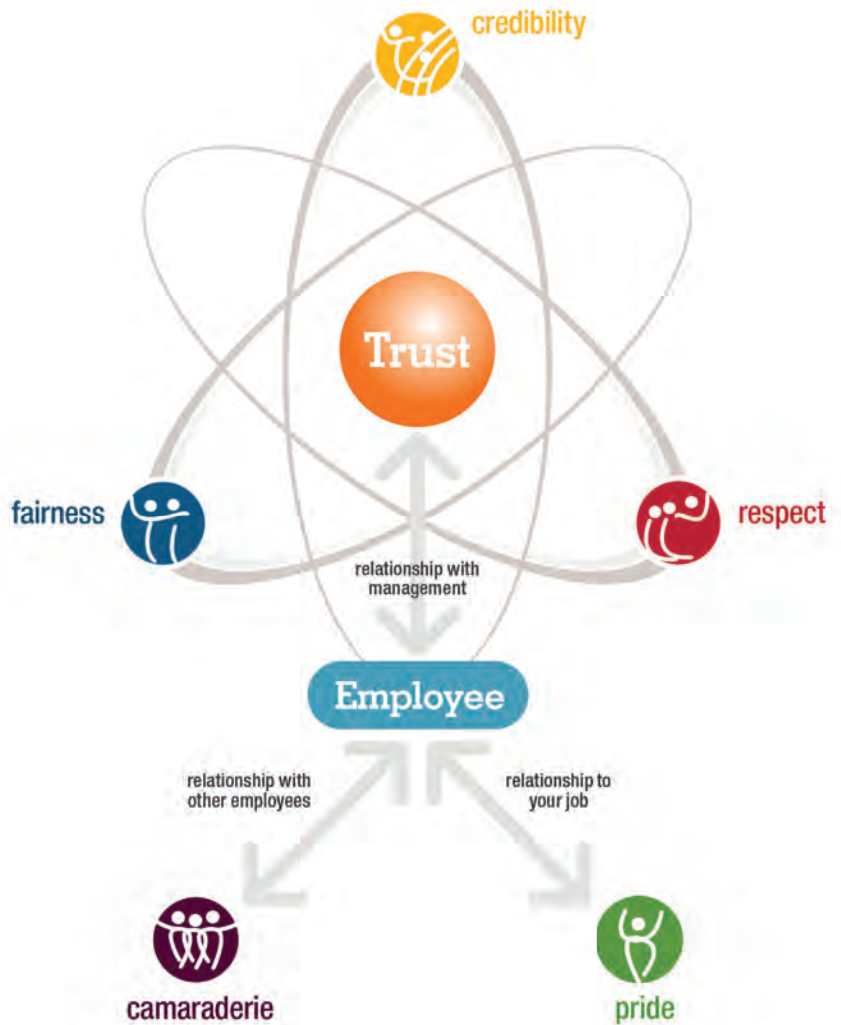 credibility
Trust
fairness
respect
relationship with
management
Employee
relationship with
other employees
relationship to
your job
camaraderie
pride